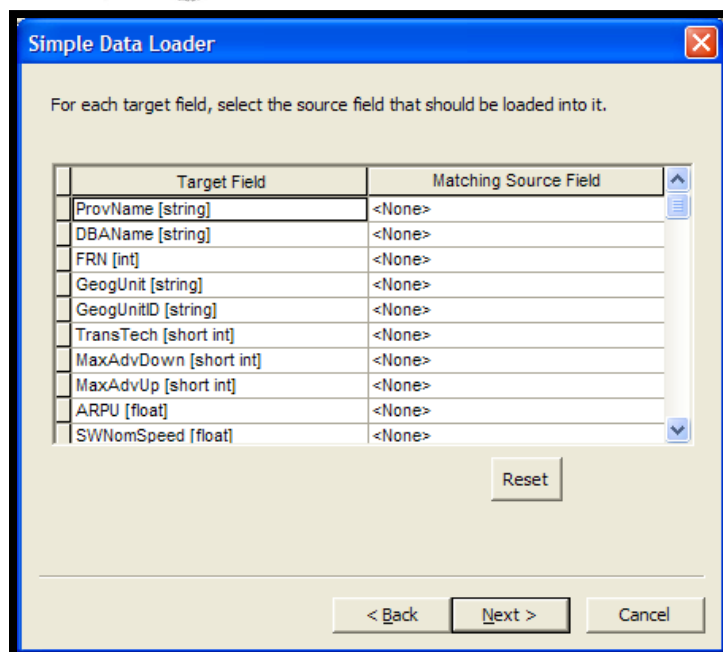 Simple Data Loader
For each target field, select the source field that should be loaded into it.
Target Field Matching Source Field
ProvName [string] <None>
DBAName [string] <None>
FRN [int] <None>
GeogUnit [string] <None>
GeogUnitID [string] <None>
TransTech [short int] <None>
MaxAdvDown [short int] <None>
MaxAdvUp [short int] <None>
ARPU [float] <None>
SWNomSpeed [float] <None>
Reset
< Back Next > Cancel